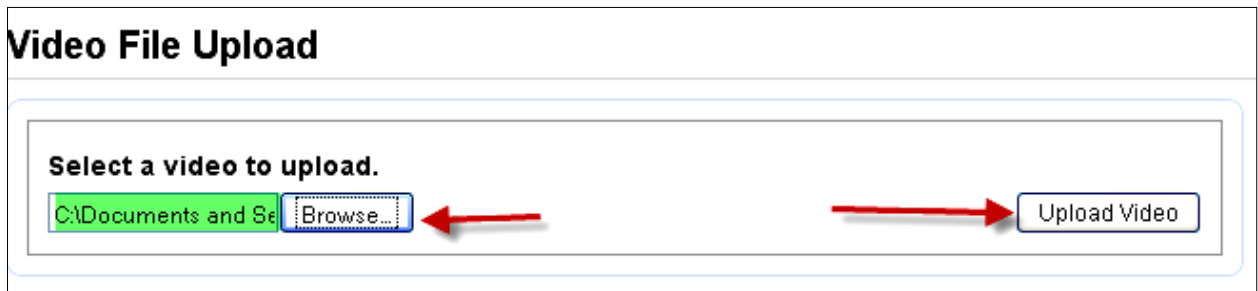 Video File Upload
Select a video to upload.
C:\Documents and Se Browse... Upload Video